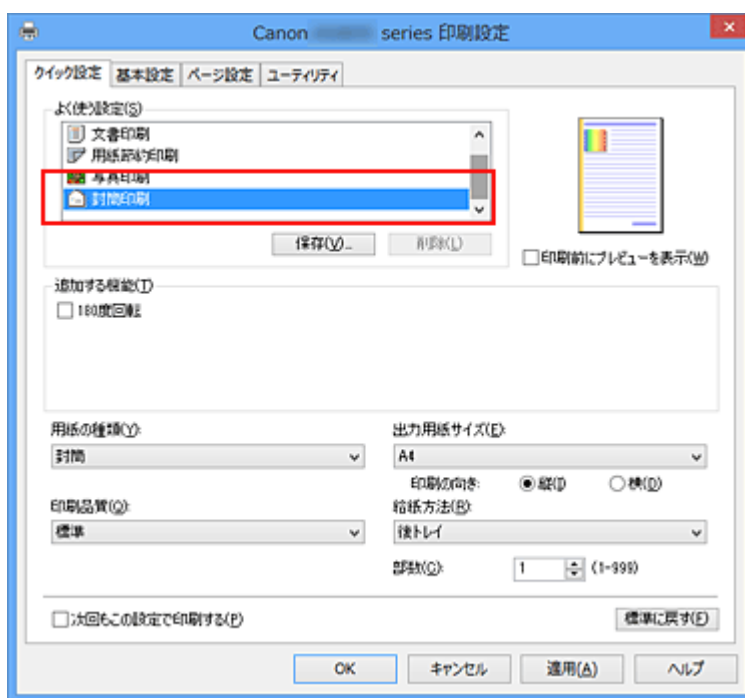 Canon series 印刷設定
クイック設定 基本設定 ページ設定 ユーティリティ
よく使う設定(S)
文書印刷
用紙節約印刷
写真印刷
封筒印刷
保存(V)... 削除(L)
印刷前にプレビューを表示(W)
追加する機能(T)
180度回転
用紙の種類(Y): 出力用紙サイズ(E):
封筒 A4
印刷の向き: 縦(I) 横(D)
印刷品質(Q): 給紙方法(R):
標準 後トレイ
部数(C): 1 (1-999)
次回もこの設定で印刷する(P) 標準に戻す(F)
OK キャンセル 適用(A) ヘルプ